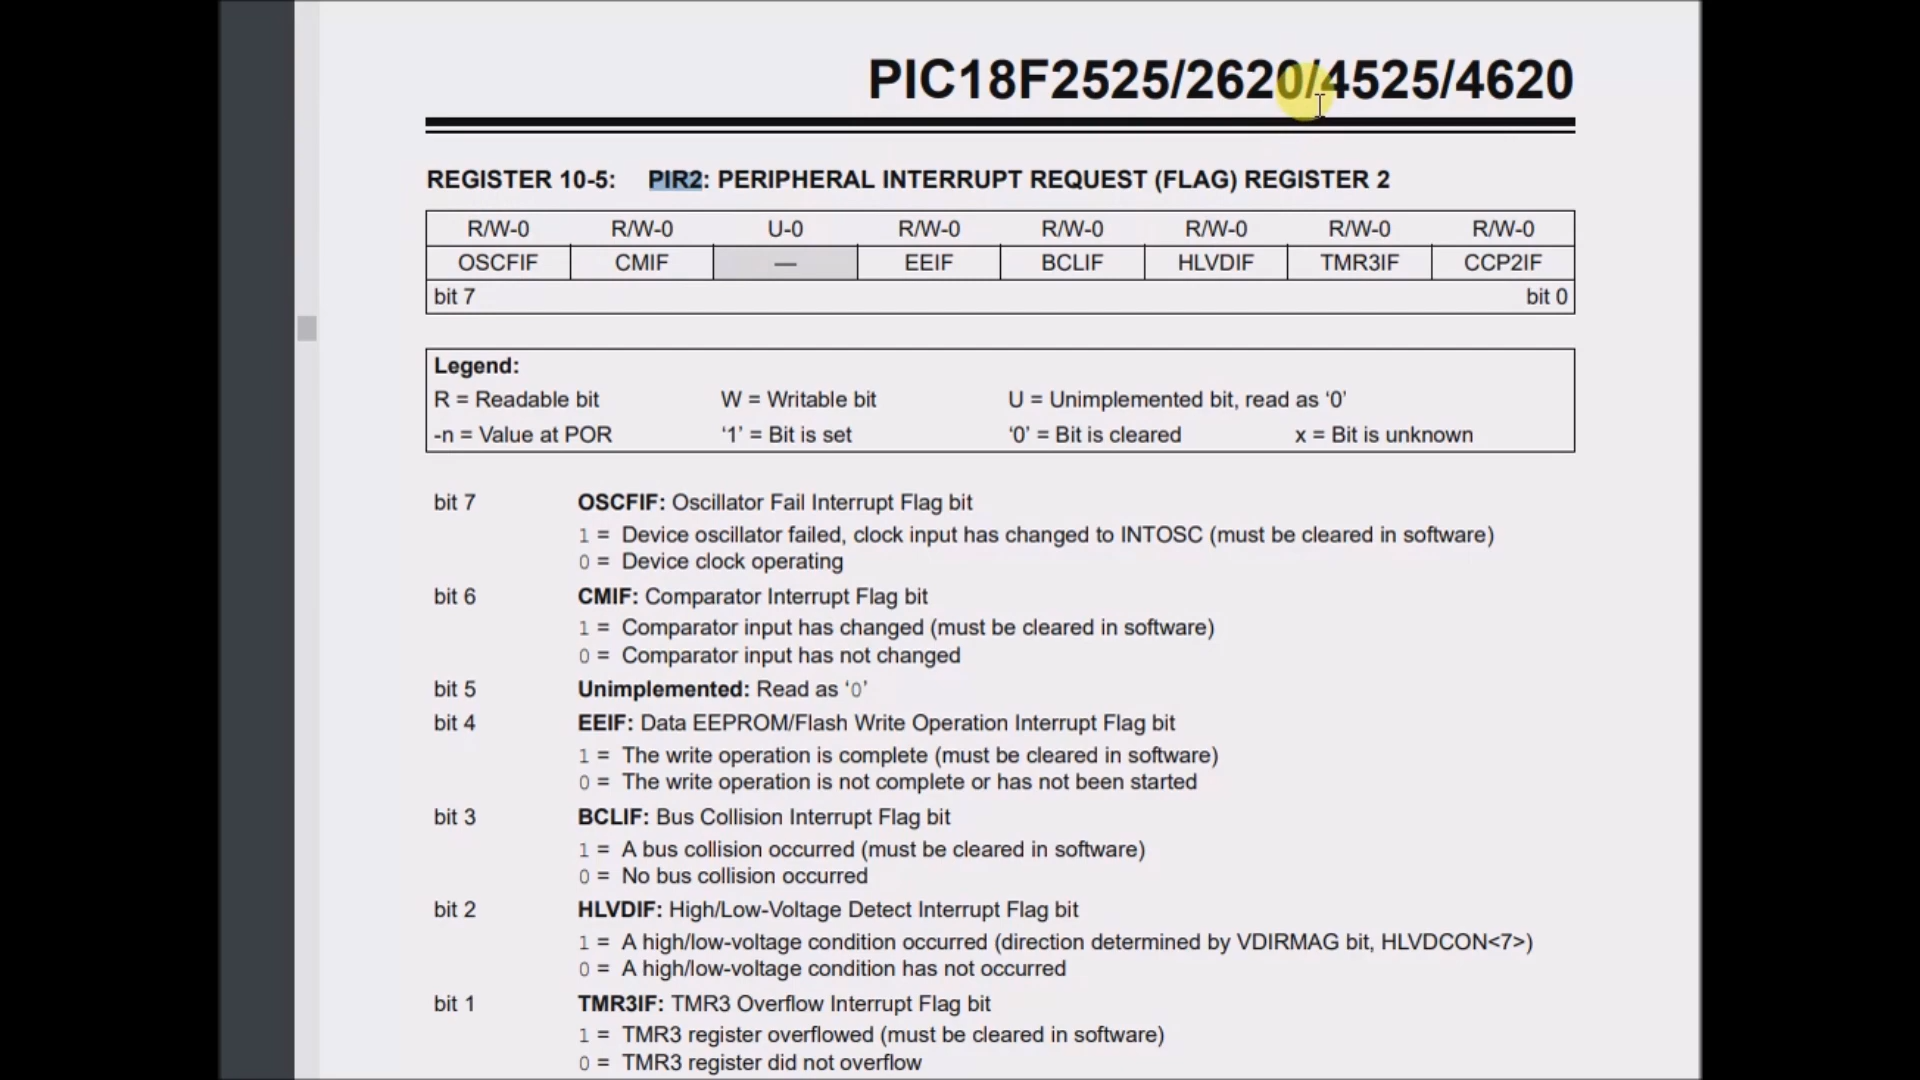 PIC18F2525/2620/4525/4620
REGISTER 10-5: PIR2: PERIPHERAL INTERRUPT REQUEST (FLAG) REGISTER 2
R/W-0 R/W-0 U-0 R/W-0 R/W-0 R/W-0 R/W-0 R/W-0
OSCFIF CMIF — EEIF BCLIF HLVDIF TMR3IF CCP2IF
bit 7 bit 0
Legend:
R = Readable bit W = Writable bit U = Unimplemented bit, read as ‘0’
-n = Value at POR ‘1’ = Bit is set ‘0’ = Bit is cleared x = Bit is unknown
bit 7 OSCFIF: Oscillator Fail Interrupt Flag bit
1 = Device oscillator failed, clock input has changed to INTOSC (must be cleared in software)
0 = Device clock operating
bit 6 CMIF: Comparator Interrupt Flag bit
1 = Comparator input has changed (must be cleared in software)
0 = Comparator input has not changed
bit 5 Unimplemented: Read as ‘0’
bit 4 EEIF: Data EEPROM/Flash Write Operation Interrupt Flag bit
1 = The write operation is complete (must be cleared in software)
0 = The write operation is not complete or has not been started
bit 3 BCLIF: Bus Collision Interrupt Flag bit
1 = A bus collision occurred (must be cleared in software)
0 = No bus collision occurred
bit 2 HLVDIF: High/Low-Voltage Detect Interrupt Flag bit
1 = A high/low-voltage condition occurred (direction determined by VDIRMAG bit, HLVDCON<7>)
0 = A high/low-voltage condition has not occurred
bit 1 TMR3IF: TMR3 Overflow Interrupt Flag bit
1 = TMR3 register overflowed (must be cleared in software)
0 = TMR3 register did not overflow